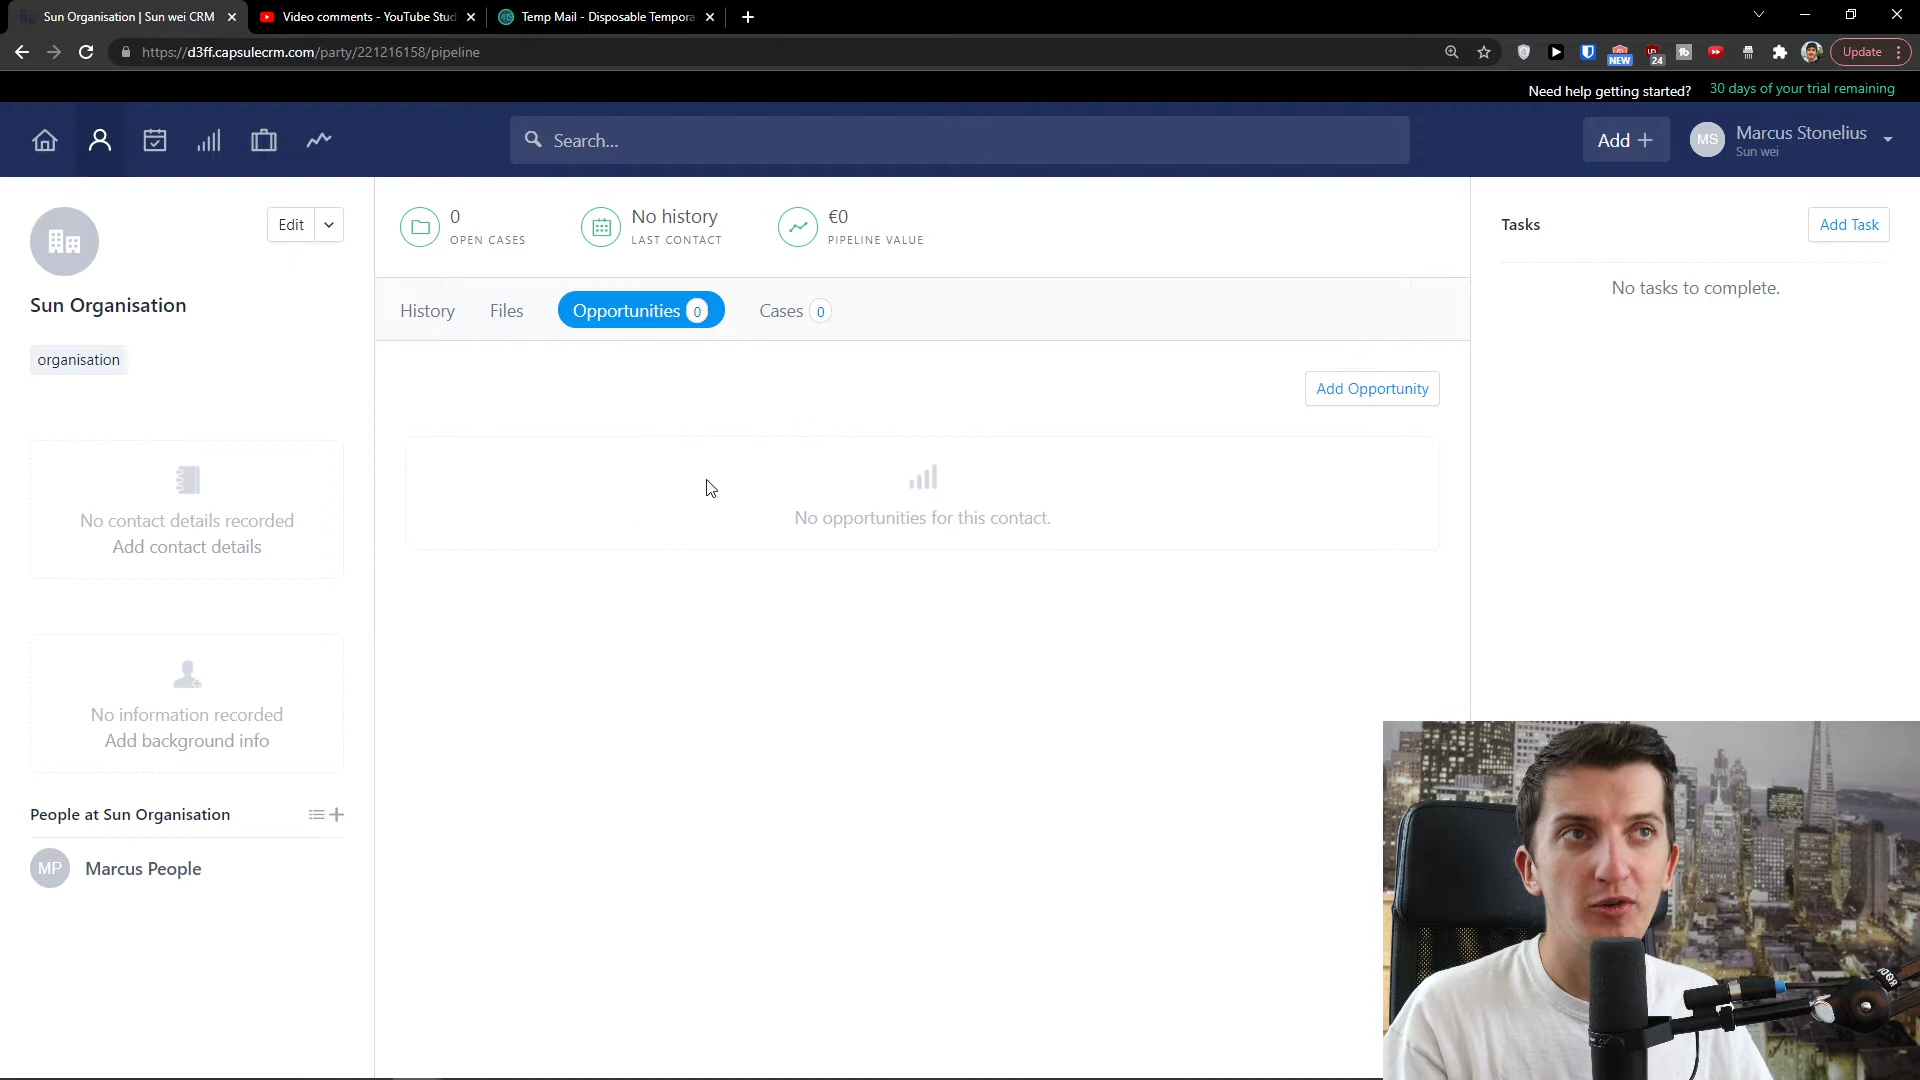 Sun Organisation | Sun wei CRM
Video comments - YouTube Stud
Temp Mail - Disposable Tempora
https://d3ff.capsulecrm.com/party/221216158/pipeline
NEW
24
Update
Need help getting started?
30 days of your trial remaining
Search...
Add +
MS
Marcus Stonelius
Sun wei
Edit
Sun Organisation
organisation
No contact details recorded
Add contact details
No information recorded
Add background info
People at Sun Organisation
MP
Marcus People
0
OPEN CASES
No history
LAST CONTACT
€0
PIPELINE VALUE
History
Files
Opportunities 0
Cases 0
Add Opportunity
No opportunities for this contact.
Tasks
Add Task
No tasks to complete.